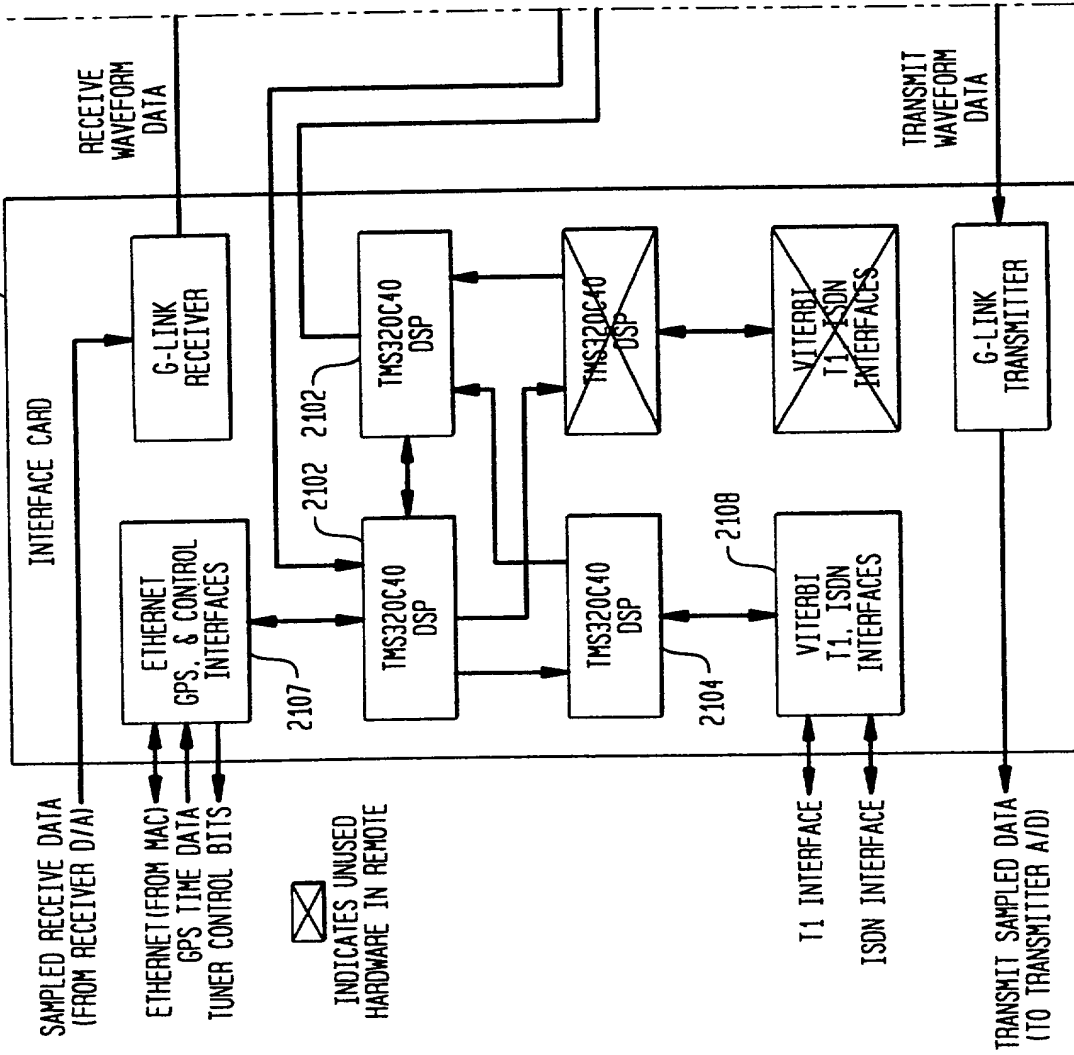 SAMPLED RECEIVE DATA
(FROM RECEIVER D/A)
ETHERNET (FROM MAC)
GPS TIME DATA
TUNER CONTROL BITS
INDICATES UNUSED
HARDWARE IN REMOTE
T1 INTERFACE
ISDN INTERFACE
TRANSMIT SAMPLED DATA
(TO TRANSMITTER A/D)
INTERFACE CARD
ETHERNET
GPS, & CONTROL
INTERFACES
2107
G-LINK
RECEIVER
RECEIVE
WAVEFORM
DATA
TMS320C40
DSP
2102
TMS320C40
DSP
2102
TMS320C40
DSP
2104
TMS320C40
DSP
VITERBI
T1, ISDN
INTERFACES
2108
VITERBI
T1 ISDN
INTERFACES
G-LINK
TRANSMITTER
TRANSMIT
WAVEFORM
DATA